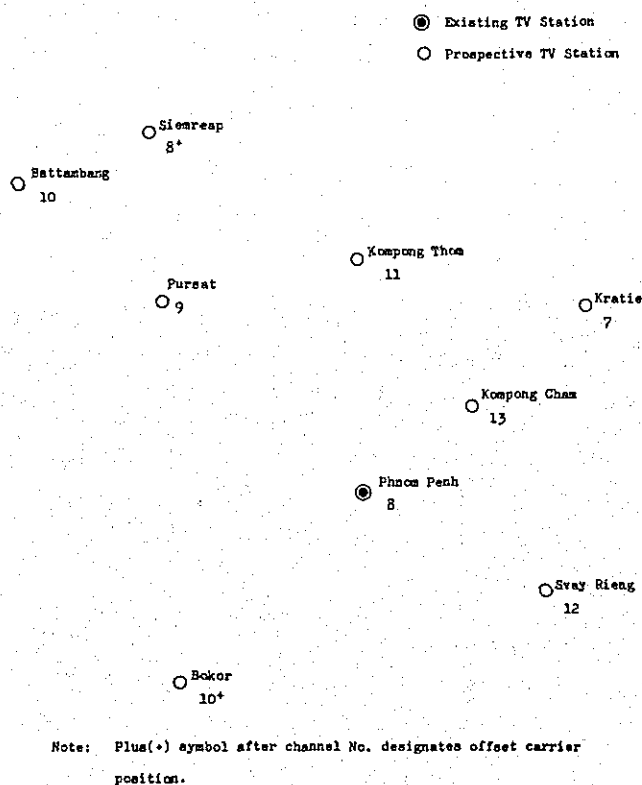 Existing TV Station
Prospective TV Station
Siemreap
8+
Battambang
10
Kompong Thom
11
Pursat
9
Kratie
7
Kompong Cham
13
Phnom Penh
8
Svay Rieng
12
Bokor
10+
Note: Plus(+) symbol after channel No. designates offset carrier
position.